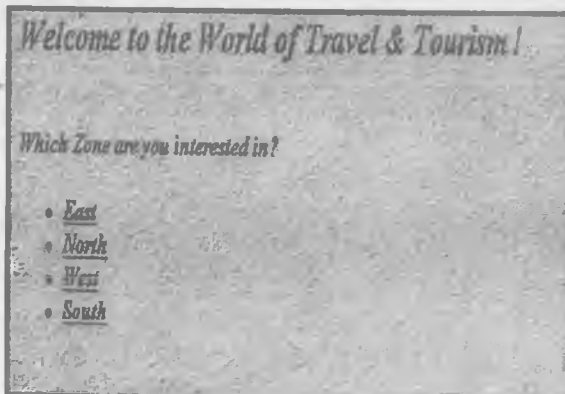 Welcome to the World of Travel & Tourism !
Which Zone are you interested in?
• East
• North
• West
• South